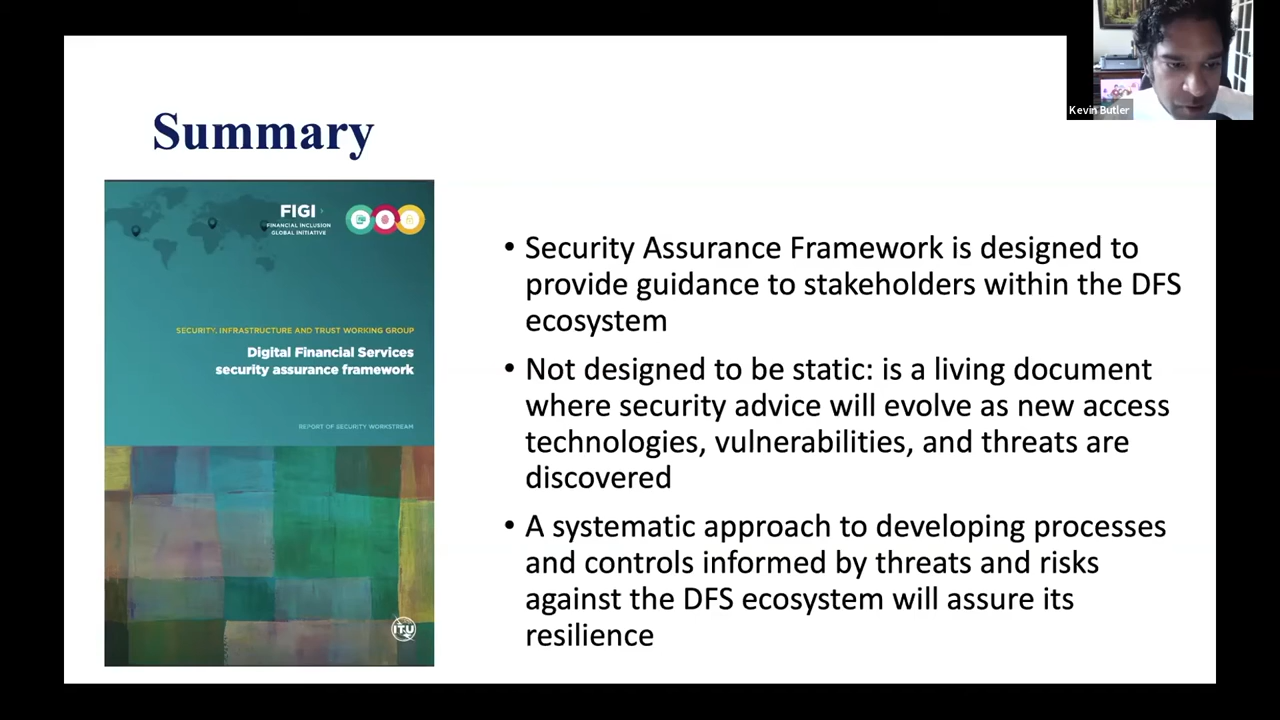 Kevin Butler
Summary
FIGI
FINANCIAL INCLUSION
GLOBAL INITIATIVE
SECURITY, INFRASTRUCTURE AND TRUST WORKING GROUP
Digital Financial Services
security assurance framework
REPORT OF SECURITY WORKSTREAM
ITU
• Security Assurance Framework is designed to
provide guidance to stakeholders within the DFS
ecosystem
• Not designed to be static: is a living document
where security advice will evolve as new access
technologies, vulnerabilities, and threats are
discovered
• A systematic approach to developing processes
and controls informed by threats and risks
against the DFS ecosystem will assure its
resilience